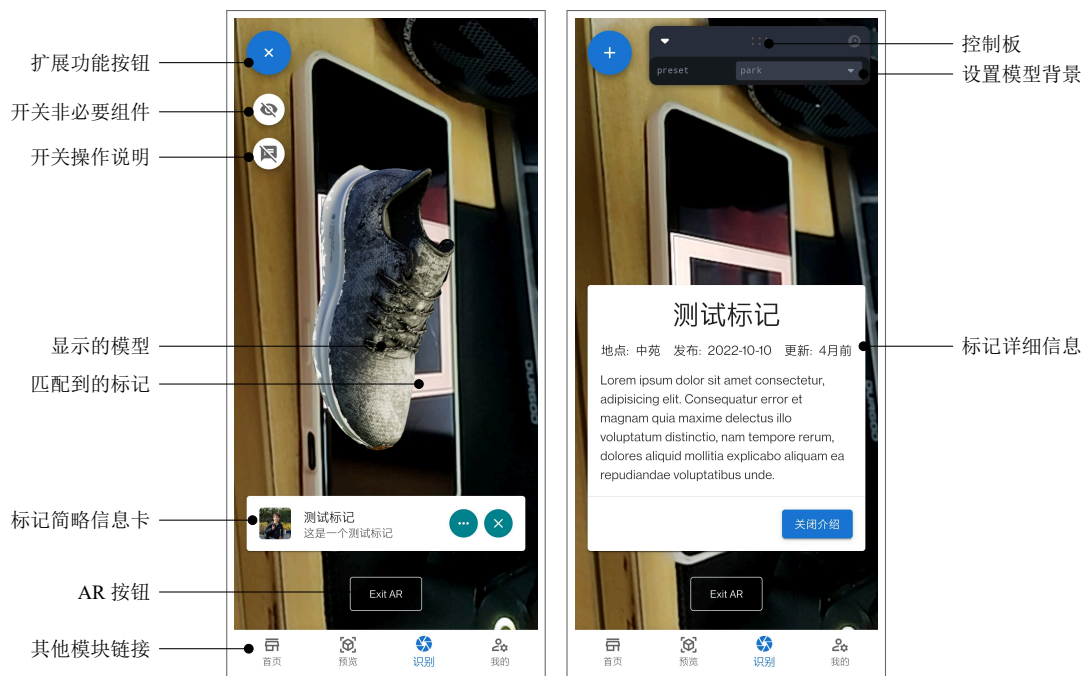 扩展功能按钮
开关非必要组件
开关操作说明
显示的模型
匹配到的标记
标记简略信息卡
AR 按钮
其他模块链接
测试标记
这是一个测试标记
Exit AR
首页
预览
识别
我的
preset
park
测试标记
地点: 中苑 发布: 2022-10-10 更新: 4月前
Lorem ipsum dolor sit amet consectetur,
adipisicing elit. Consequatur error et
magnam quia maxime delectus illo
voluptatum distinctio, nam tempore rerum,
dolores aliquid mollitia explicabo aliquam ea
repudiandae voluptatibus unde.
关闭介绍
Exit AR
首页
预览
识别
我的
控制板
设置模型背景
标记详细信息